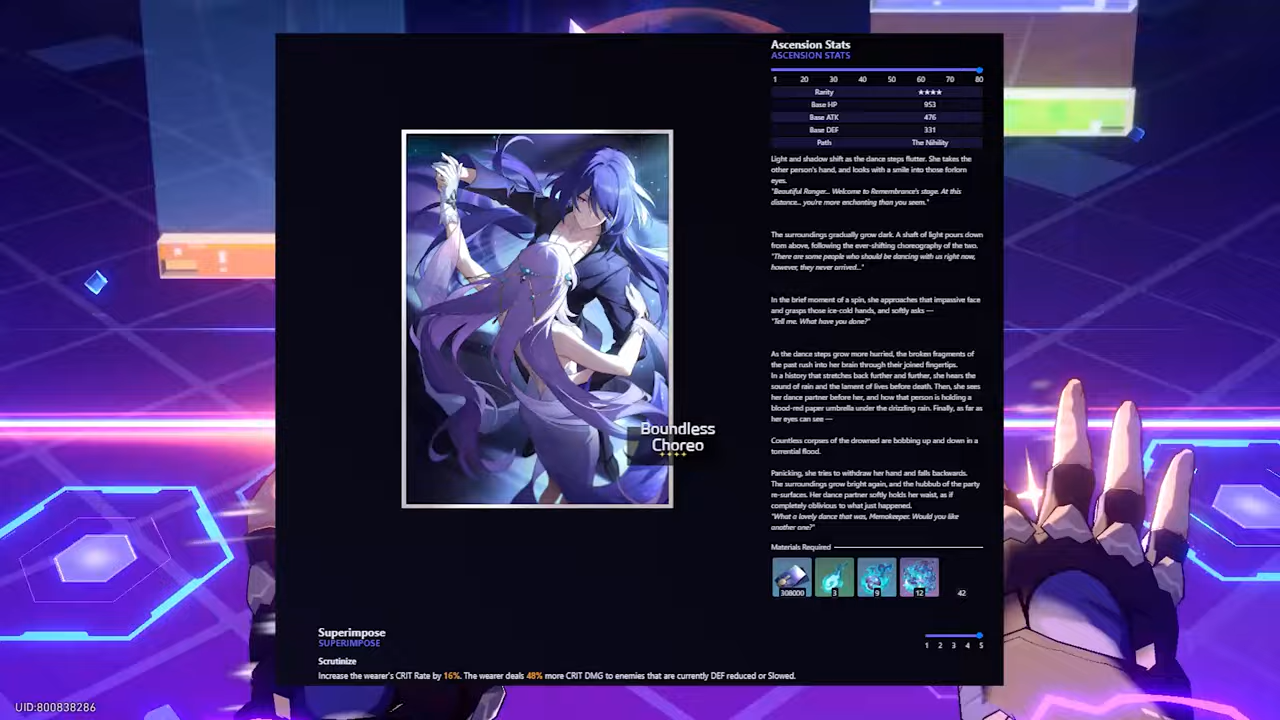 Ascension Stats
ASCENSION STATS
1 20 30 40 50 60 70 80
Rarity ★★★★
Base HP 953
Base ATK 476
Base DEF 331
Path The Nihility
Light and shadow shift as the dance steps flutter. She takes the
other person's hand, and looks with a smile into those forlorn
eyes.
"Beautiful Ranger... Welcome to Remembrance's stage. At this
distance... you're more enchanting than you seem."
The surroundings gradually grow dark. A shaft of light pours down
from above, following the ever-shifting choreography of the two.
"There are some people who should be dancing with us right now,
however, they never arrived..."
In the brief moment of a spin, she approaches that impassive face
and grasps those ice-cold hands, and softly asks —
"Tell me. What have you done?"
As the dance steps grow more hurried, the broken fragments of
the past rush into her brain through their joined fingertips.
In a history that stretches back further and further, she hears the
sound of rain and the lament of lives before death. Then, she sees
her dance partner before her, and how that person is holding a
blood-red paper umbrella under the drizzling rain. Finally, as far as
her eyes can see —
Countless corpses of the drowned are bobbing up and down in a
torrential flood.
Panicking, she tries to withdraw her hand and falls backwards.
The surroundings grow bright again, and the hubbub of the party
re-surfaces. Her dance partner softly holds her waist, as if
completely oblivious to what just happened.
"What a lovely dance that was, Memokeeper. Would you like
another one?"
Boundless
Choreo
Materials Required
308000 3 9 12 42
Superimpose
SUPERIMPOSE
1 2 3 4 5
Scrutinize
Increase the wearer's CRIT Rate by 16%. The wearer deals 48% more CRIT DMG to enemies that are currently DEF reduced or Slowed.
UID:800838286